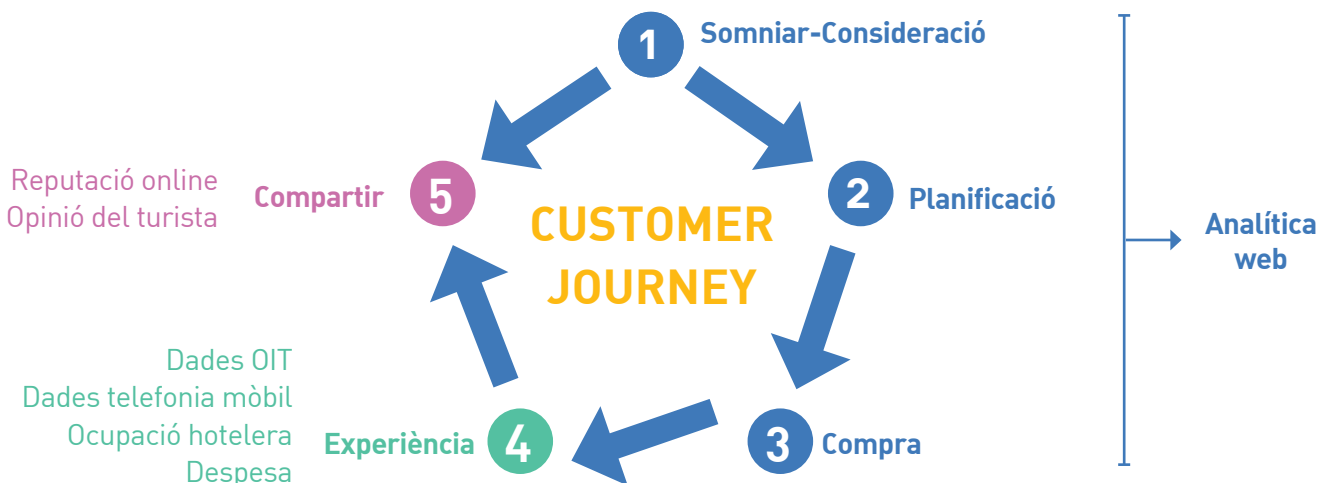 1
Somniar-Consideració
Reputació online
Opinió del turista
Compartir
5
2
Planificació
CUSTOMER
JOURNEY
Analítica
web
Dades OIT
Dades telefonia mòbil
Ocupació hotelera
Despesa
Experiència
4
3
Compra